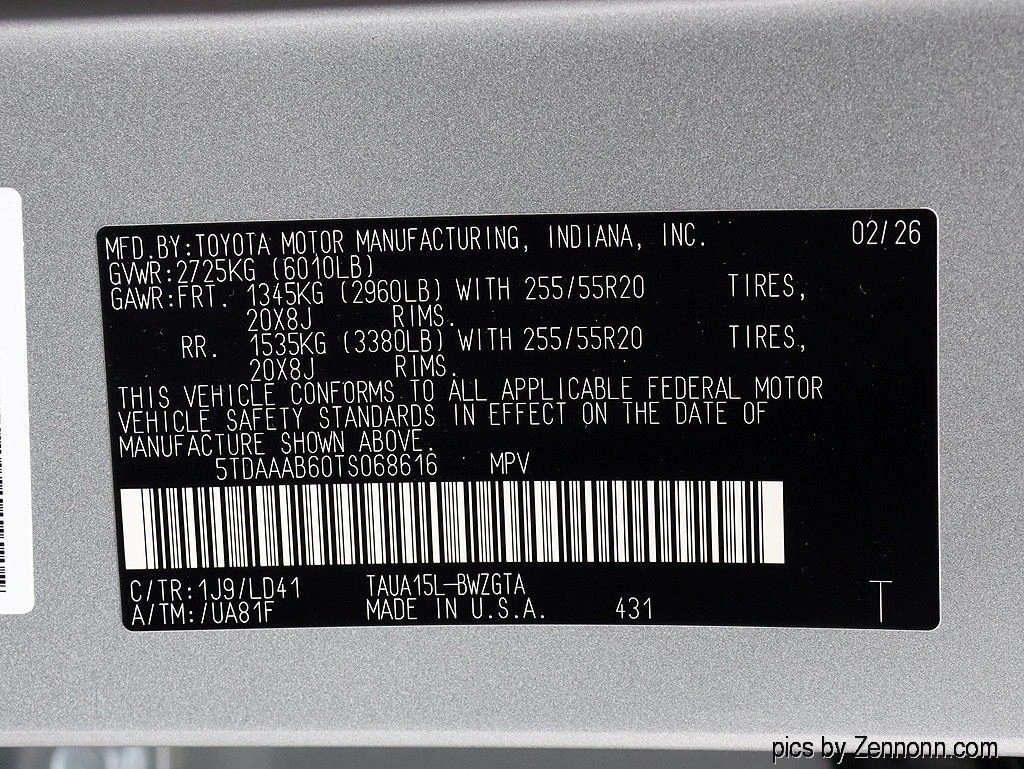 MFD.BY:TOYOTA MOTOR MANUFACTURING, INDIANA, INC. 02/26
GVWR:2725KG (6010LB)
GAWR:FRT. 1345KG (2960LB) WITH 255/55R20 TIRES,
20X8J RIMS.
RR. 1535KG (3380LB) WITH 255/55R20 TIRES,
20X8J RIMS.
THIS VEHICLE CONFORMS TO ALL APPLICABLE FEDERAL MOTOR
VEHICLE SAFETY STANDARDS IN EFFECT ON THE DATE OF
MANUFACTURE SHOWN ABOVE.
5TDAAAB60TS068616 MPV
C/TR:1J9/LD41 TAUA15L-BWZGTA
A/TM:/UA81F MADE IN U.S.A. 431 T
pics by Zennonn.com